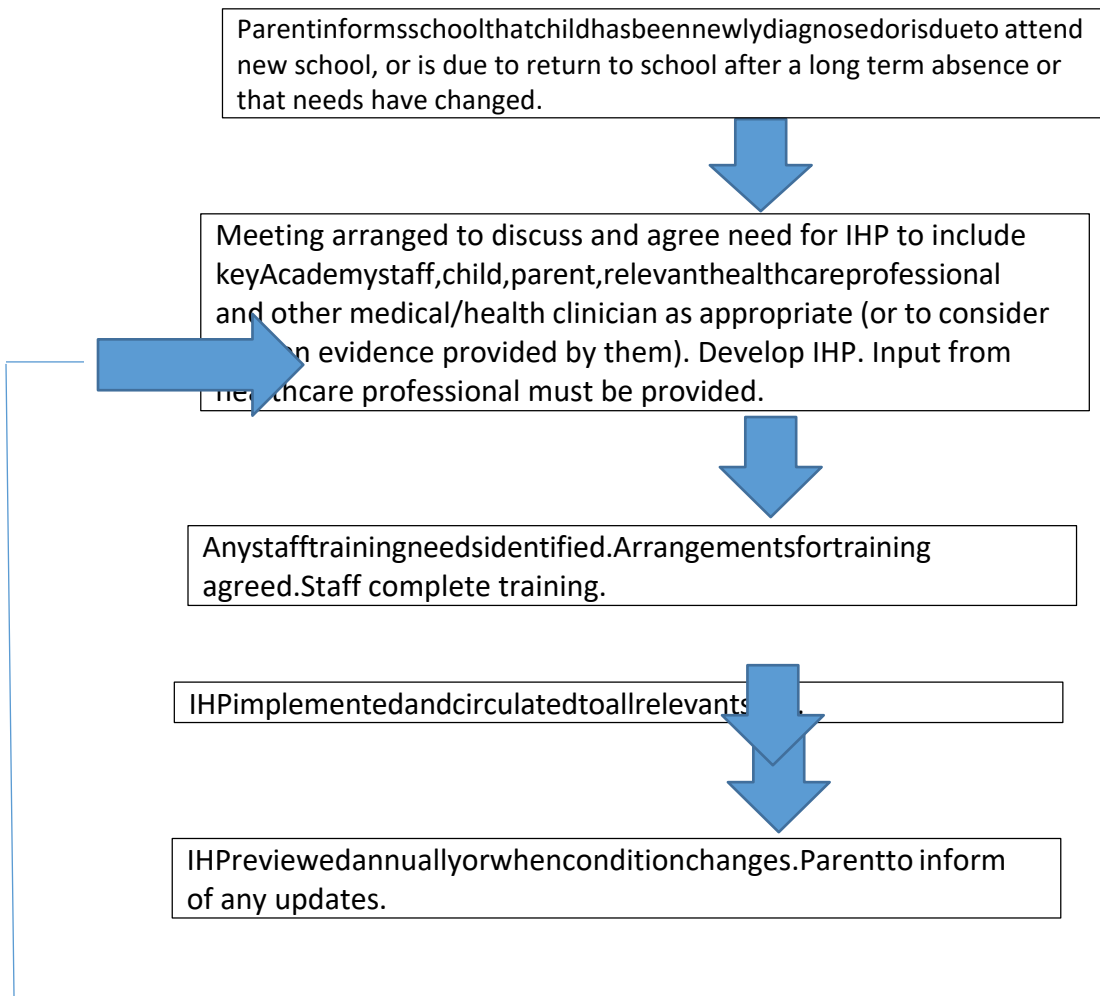 Parentinformsschoolthatchildhasbeennewlydiagnosedorisdueto attend
new school, or is due to return to school after a long term absence or
that needs have changed.
Meeting arranged to discuss and agree need for IHP to include
keyAcademystaff,child,parent,relevanthealthcareprofessional
and other medical/health clinician as appropriate (or to consider
evidence provided by them). Develop IHP. Input from
healthcare professional must be provided.
Anystafftrainingneedsidentified.Arrangementsfortraining
agreed.Staff complete training.
IHPimplementedandcirculatedtoallrelevants
IHPreviewedannuallyorwhenconditionchanges.Parentto inform
of any updates.